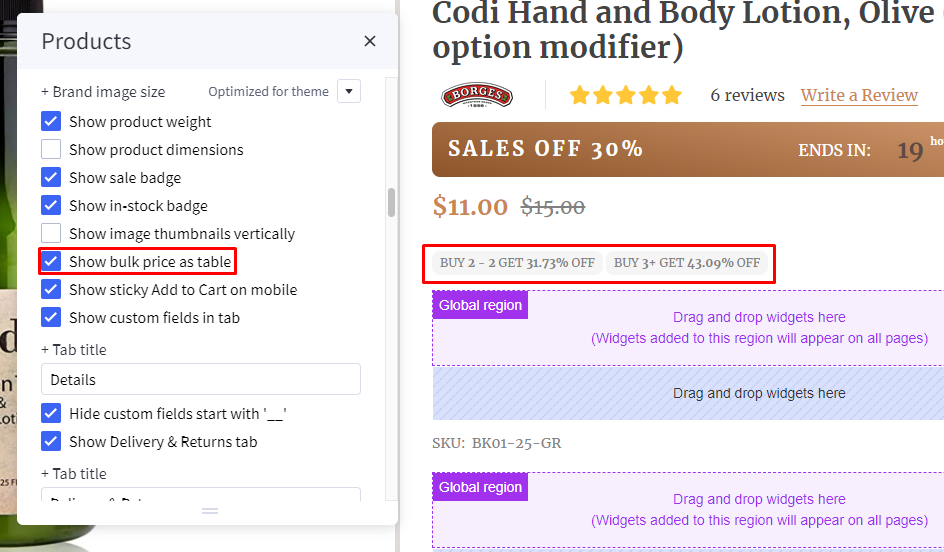 Products
+ Brand image size
Optimized for theme
Show product weight
Show product dimensions
Show sale badge
Show in-stock badge
Show image thumbnails vertically
Show bulk price as table
Show sticky Add to Cart on mobile
Show custom fields in tab
+ Tab title
Details
Hide custom fields start with '__'
Show Delivery & Returns tab
+ Tab title
Codi Hand and Body Lotion, Olive
option modifier)
BORGES
6 reviews
Write a Review
SALES OFF 30%
ENDS IN:
19
$11.00 $15.00
BUY 2 - 2 GET 31.73% OFF
BUY 3+ GET 43.09% OFF
Global region
Drag and drop widgets here
(Widgets added to this region will appear on all pages)
Drag and drop widgets here
SKU: BK01-25-GR
Global region
Drag and drop widgets here
(Widgets added to this region will appear on all pages)